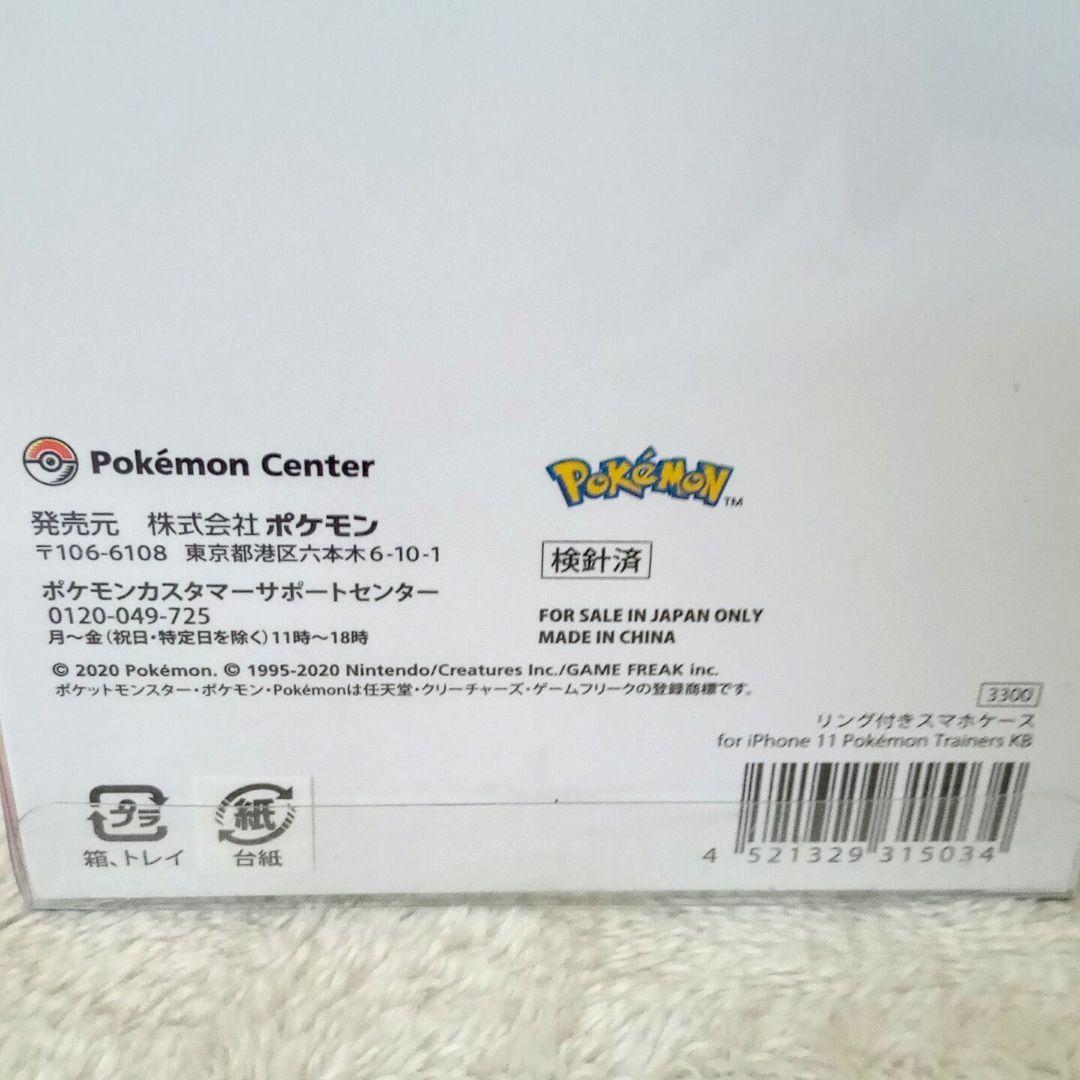 Pokémon Center
発売元 株式会社ポケモン
〒106-6108 東京都港区六本木6-10-1
ポケモンカスタマーサポートセンター
0120-049-725
月～金(祝日・特定日を除く)11時～18時
POKéMON™
検針済
FOR SALE IN JAPAN ONLY
MADE IN CHINA
© 2020 Pokémon. © 1995-2020 Nintendo/Creatures Inc./GAME FREAK inc.
ポケットモンスター・ポケモン・Pokémonは任天堂・クリーチャーズ・ゲームフリークの登録商標です。
3300
リング付きスマホケース
for iPhone 11 Pokémon Trainers KB
プラ
箱、トレイ
紙
台紙
4 521329 315034